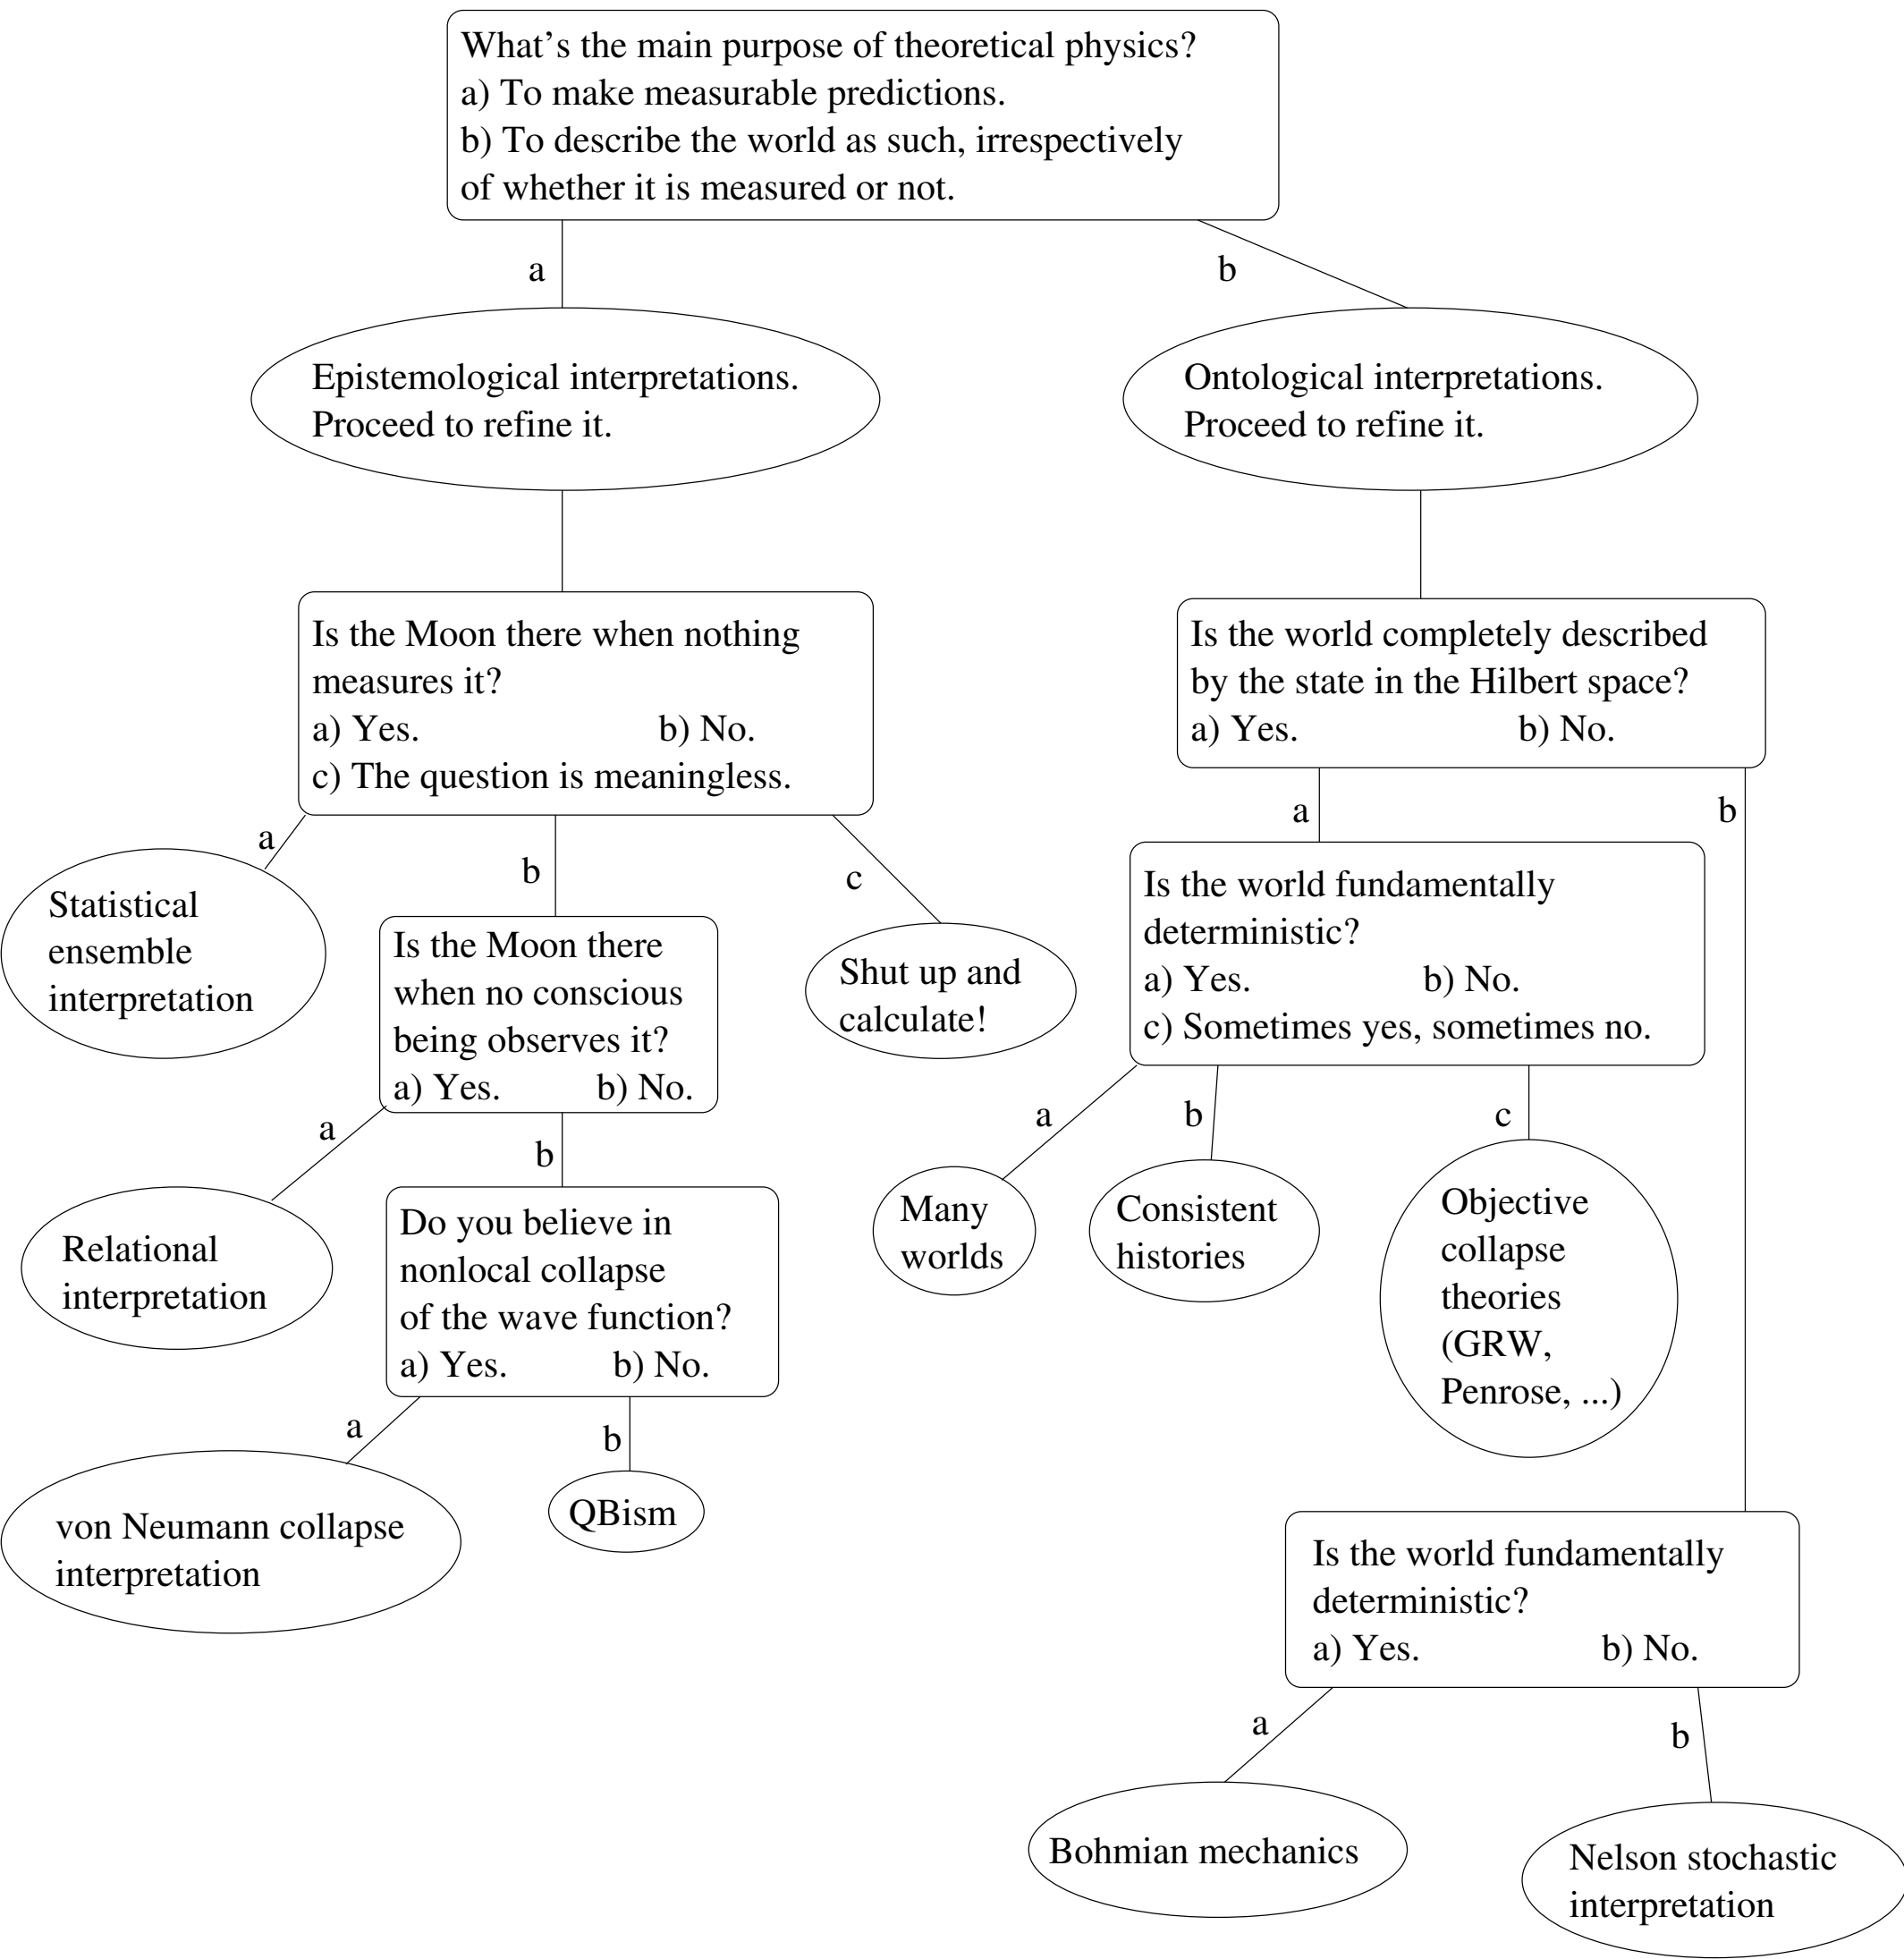 What's the main purpose of theoretical physics?
a) To make measurable predictions.
b) To describe the world as such, irrespectively
of whether it is measured or not.
a
b
Epistemological interpretations.
Proceed to refine it.
Ontological interpretations.
Proceed to refine it.
Is the Moon there when nothing
measures it?
a) Yes. b) No.
c) The question is meaningless.
Is the world completely described
by the state in the Hilbert space?
a) Yes. b) No.
a
b
c
a
b
Statistical
ensemble
interpretation
Is the Moon there
when no conscious
being observes it?
a) Yes. b) No.
Shut up and
calculate!
Is the world fundamentally
deterministic?
a) Yes. b) No.
c) Sometimes yes, sometimes no.
a
b
a
b
c
Relational
interpretation
Do you believe in
nonlocal collapse
of the wave function?
a) Yes. b) No.
Many
worlds
Consistent
histories
Objective
collapse
theories
(GRW,
Penrose, ...)
a
b
von Neumann collapse
interpretation
QBism
Is the world fundamentally
deterministic?
a) Yes. b) No.
a
b
Bohmian mechanics
Nelson stochastic
interpretation